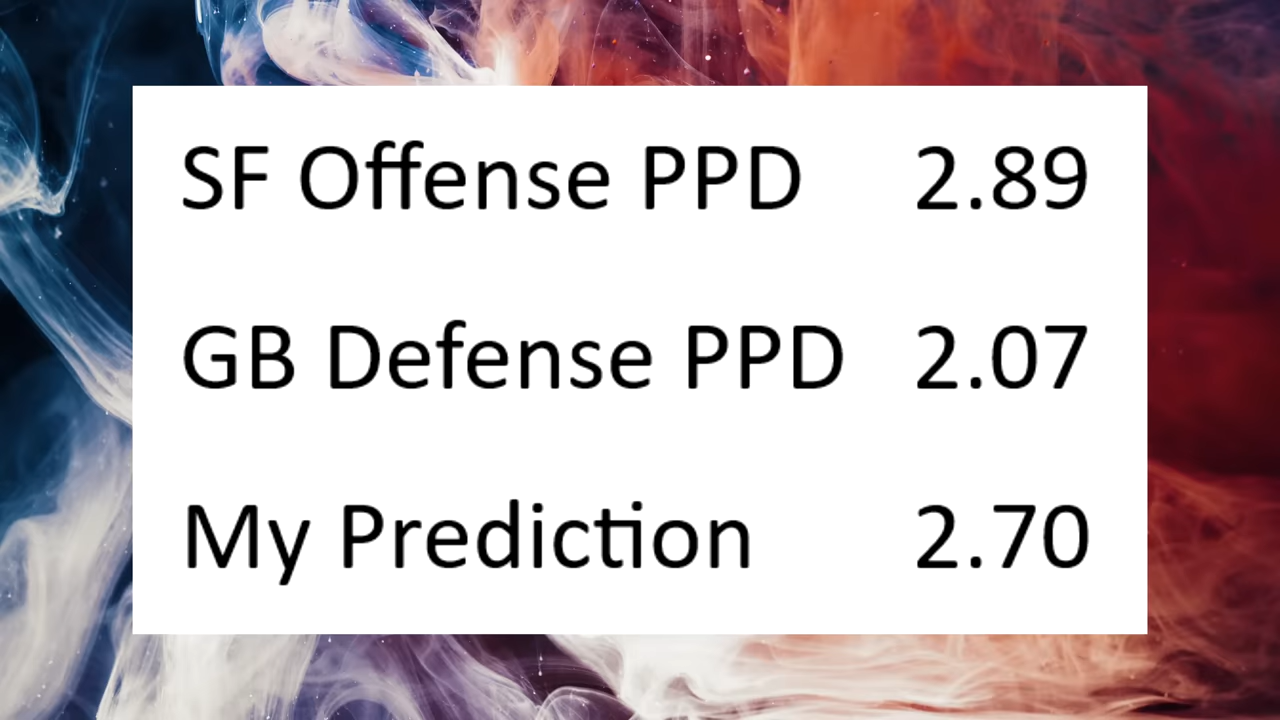 SF Offense PPD 2.89
GB Defense PPD 2.07
My Prediction 2.70